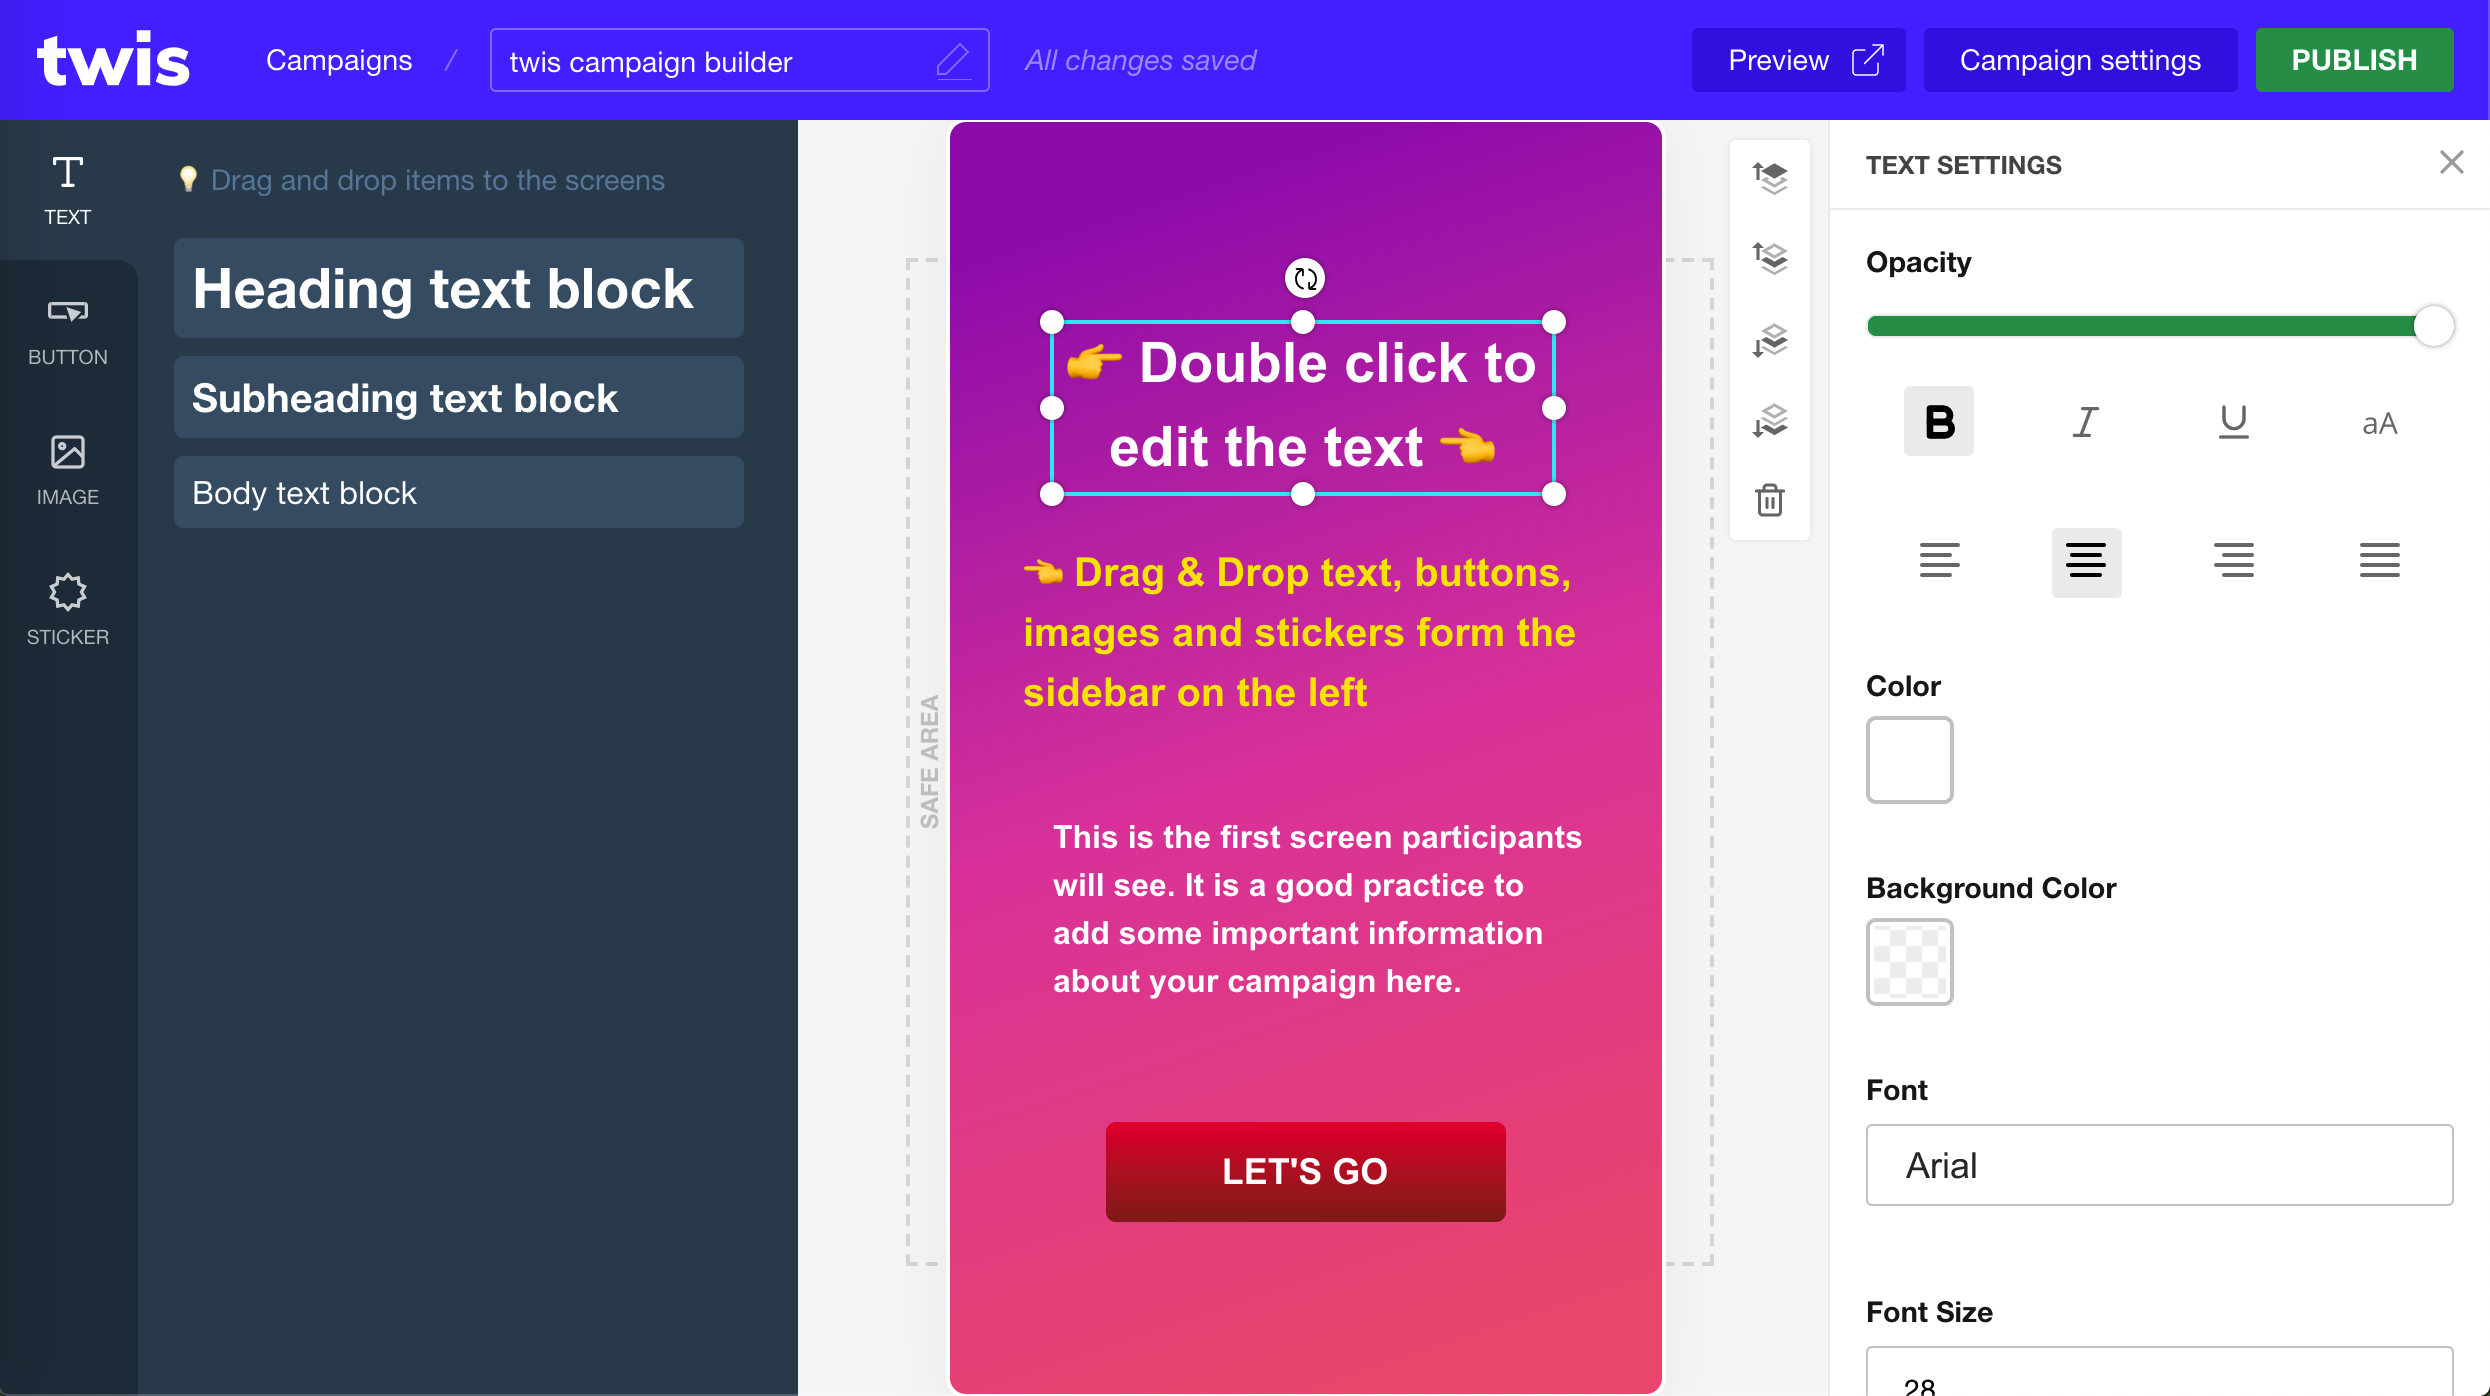 twis
Campaigns /
twis campaign builder
All changes saved
Preview
Campaign settings
PUBLISH
TEXT
BUTTON
IMAGE
STICKER
💡 Drag and drop items to the screens
Heading text block
Subheading text block
Body text block
SAFE AREA
👉 Double click to
edit the text 👈
👈 Drag & Drop text, buttons,
images and stickers form the
sidebar on the left
This is the first screen participants
will see. It is a good practice to
add some important information
about your campaign here.
LET'S GO
TEXT SETTINGS
Opacity
B I U aA
Color
Background Color
Font
Arial
Font Size
28